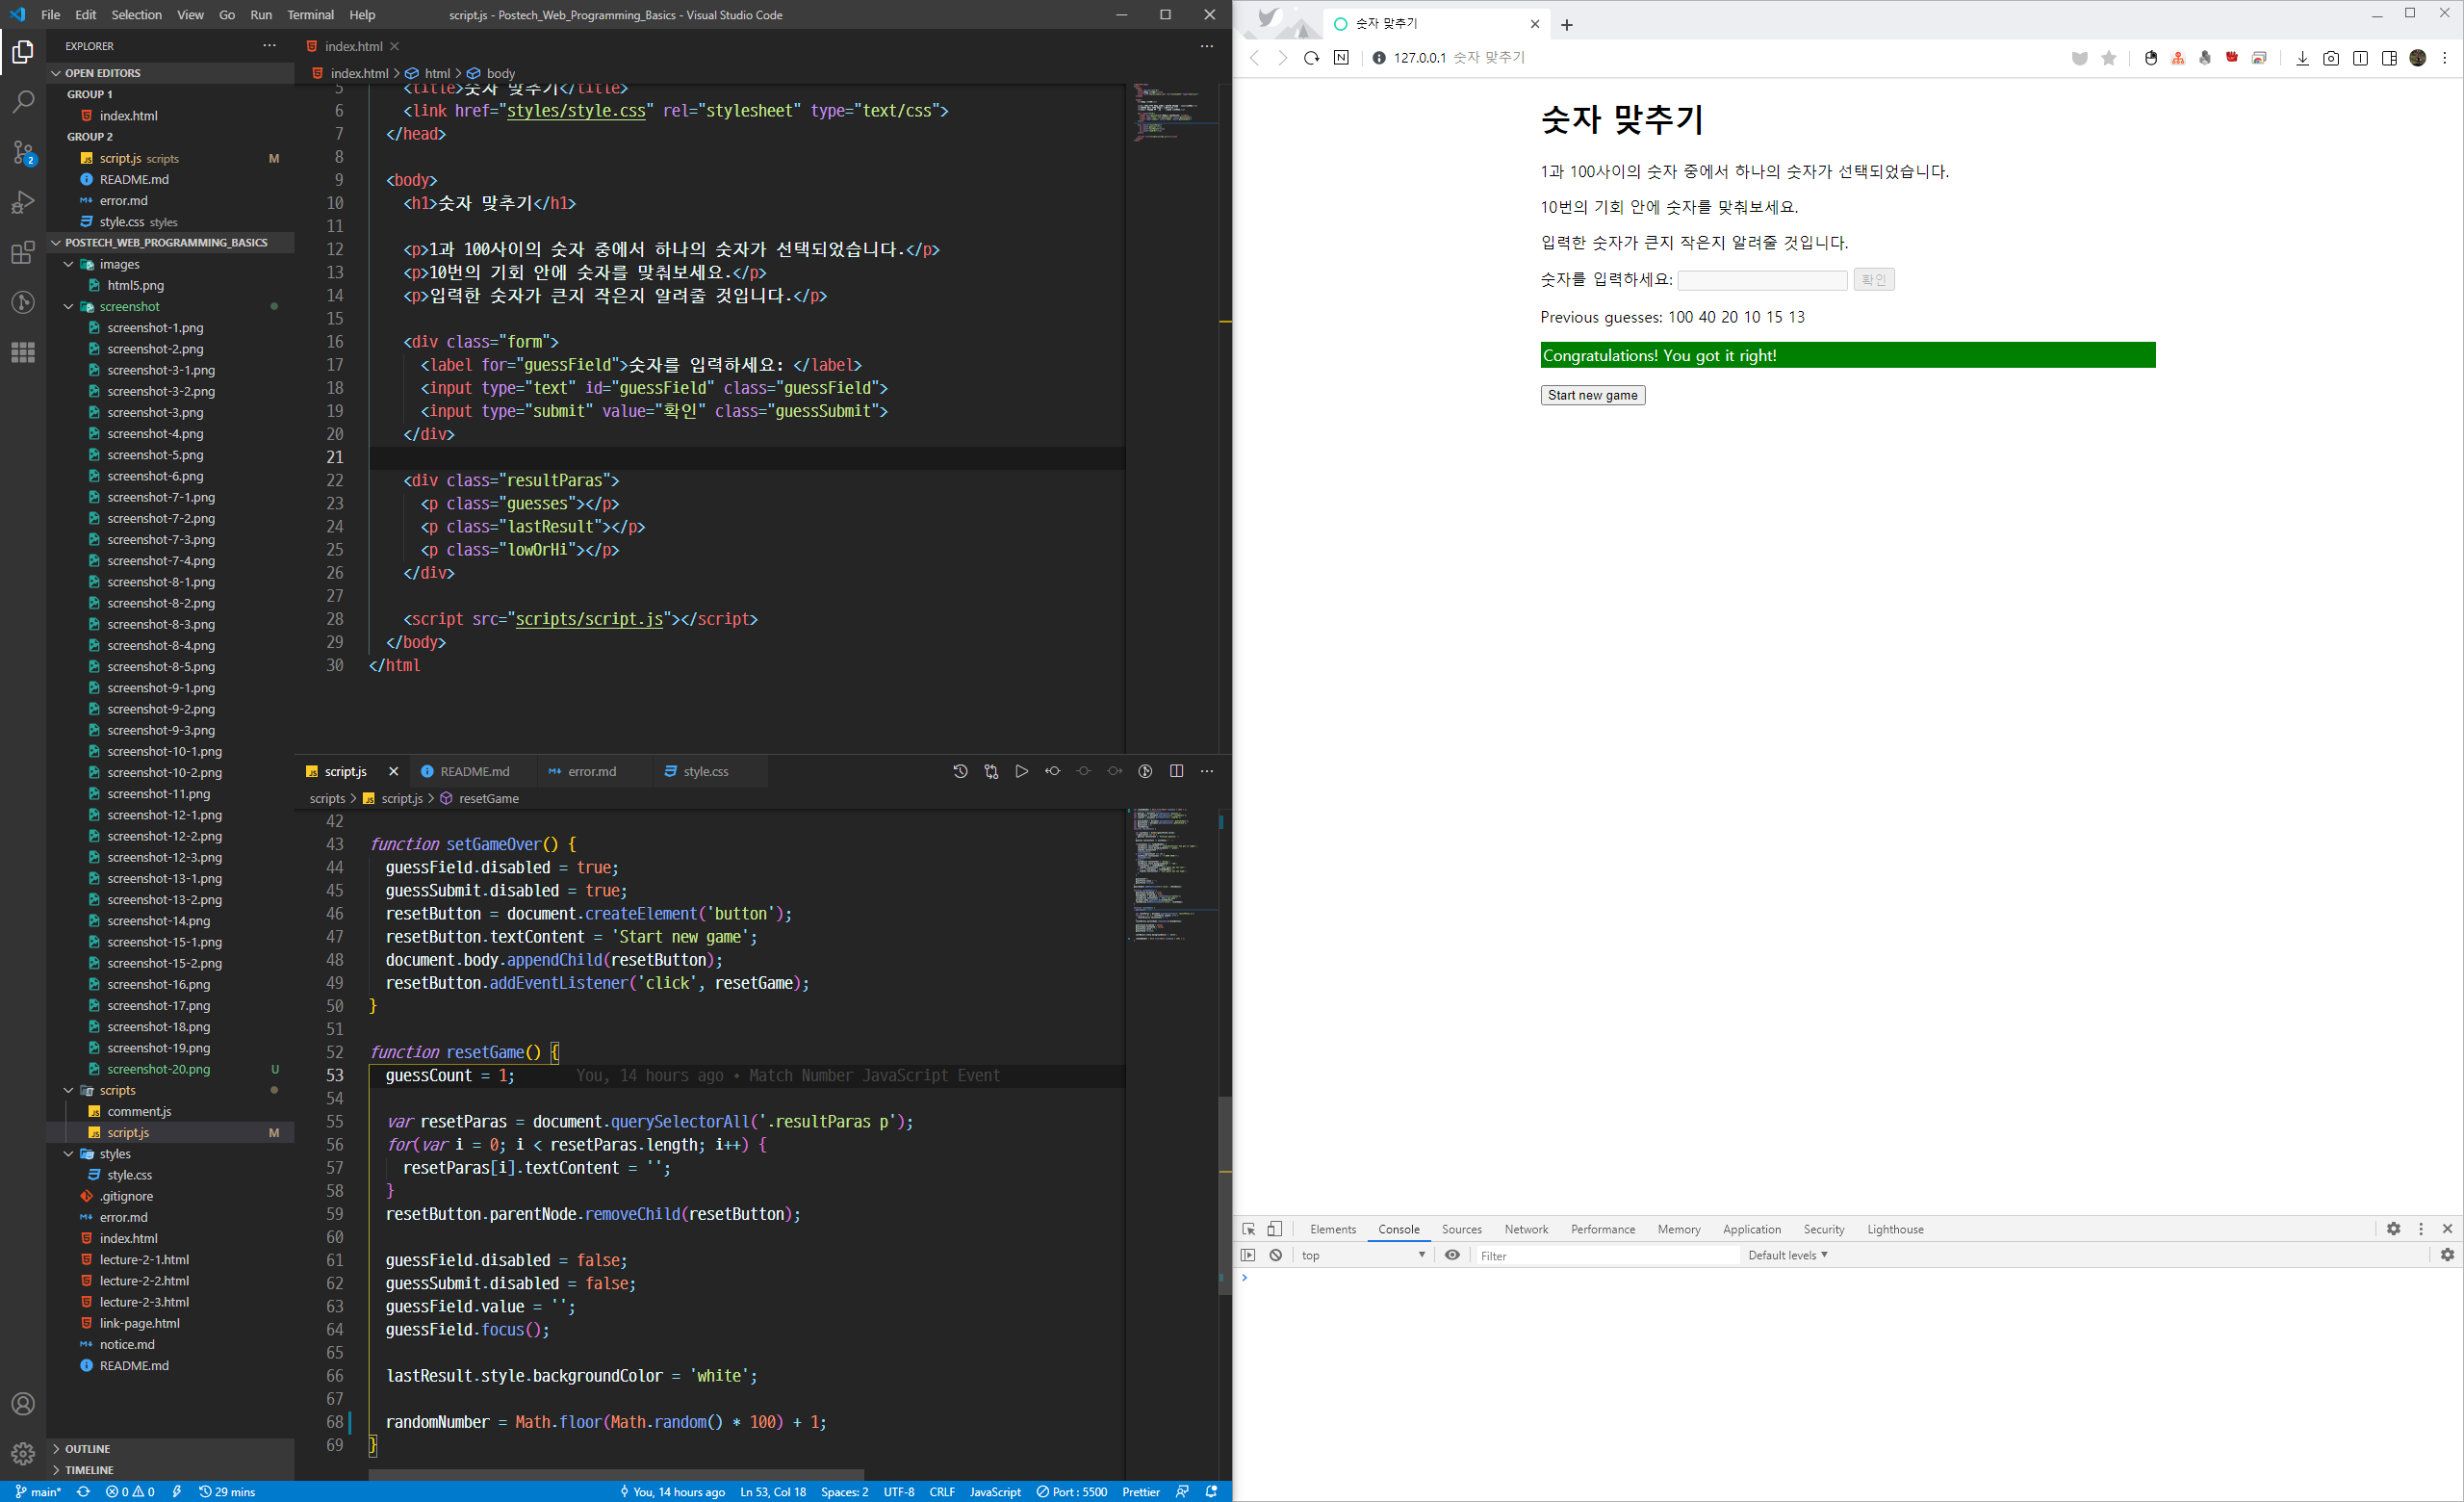 File Edit Selection View Go Run Terminal Help script.js - Postech_Web_Programming_Basics - Visual Studio Code
EXPLORER
OPEN EDITORS
GROUP 1
index.html
GROUP 2
script.js scripts M
README.md
error.md
style.css styles
POSTECH_WEB_PROGRAMMING_BASICS
images
html5.png
screenshot
screenshot-1.png
screenshot-2.png
screenshot-3-1.png
screenshot-3-2.png
screenshot-3.png
screenshot-4.png
screenshot-5.png
screenshot-6.png
screenshot-7-1.png
screenshot-7-2.png
screenshot-7-3.png
screenshot-7-4.png
screenshot-8-1.png
screenshot-8-2.png
screenshot-8-3.png
screenshot-8-4.png
screenshot-8-5.png
screenshot-9-1.png
screenshot-9-2.png
screenshot-9-3.png
screenshot-10-1.png
screenshot-10-2.png
screenshot-11.png
screenshot-12-1.png
screenshot-12-2.png
screenshot-12-3.png
screenshot-13-1.png
screenshot-13-2.png
screenshot-14.png
screenshot-15-1.png
screenshot-15-2.png
screenshot-16.png
screenshot-17.png
screenshot-18.png
screenshot-19.png
screenshot-20.png U
scripts
comment.js
script.js M
styles
style.css
.gitignore
error.md
index.html
lecture-2-1.html
lecture-2-2.html
lecture-2-3.html
link-page.html
notice.md
README.md
OUTLINE
TIMELINE
2
index.html
index.html > html > body
5 <title>숫자 맞추기</title>
6 <link href="styles/style.css" rel="stylesheet" type="text/css">
7 </head>
8
9 <body>
10 <h1>숫자 맞추기</h1>
11
12 <p>1과 100사이의 숫자 중에서 하나의 숫자가 선택되었습니다.</p>
13 <p>10번의 기회 안에 숫자를 맞춰보세요.</p>
14 <p>입력한 숫자가 큰지 작은지 알려줄 것입니다.</p>
15
16 <div class="form">
17 <label for="guessField">숫자를 입력하세요: </label>
18 <input type="text" id="guessField" class="guessField">
19 <input type="submit" value="확인" class="guessSubmit">
20 </div>
21
22 <div class="resultParas">
23 <p class="guesses"></p>
24 <p class="lastResult"></p>
25 <p class="lowOrHi"></p>
26 </div>
27
28 <script src="scripts/script.js"></script>
29 </body>
30 </html
script.js README.md error.md style.css
scripts > script.js > resetGame
42
43 function setGameOver() {
44 guessField.disabled = true;
45 guessSubmit.disabled = true;
46 resetButton = document.createElement('button');
47 resetButton.textContent = 'Start new game';
48 document.body.appendChild(resetButton);
49 resetButton.addEventListener('click', resetGame);
50 }
51
52 function resetGame() {
53 guessCount = 1; You, 14 hours ago • Match Number JavaScript Event
54
55 var resetParas = document.querySelectorAll('.resultParas p');
56 for(var i = 0; i < resetParas.length; i++) {
57 resetParas[i].textContent = '';
58 }
59 resetButton.parentNode.removeChild(resetButton);
60
61 guessField.disabled = false;
62 guessSubmit.disabled = false;
63 guessField.value = '';
64 guessField.focus();
65
66 lastResult.style.backgroundColor = 'white';
67
68 randomNumber = Math.floor(Math.random() * 100) + 1;
69 }
main* 0 0 29 mins You, 14 hours ago Ln 53, Col 18 Spaces: 2 UTF-8 CRLF JavaScript Port : 5500 Prettier
숫자 맞추기
127.0.0.1 숫자 맞추기
숫자 맞추기
1과 100사이의 숫자 중에서 하나의 숫자가 선택되었습니다.
10번의 기회 안에 숫자를 맞춰보세요.
입력한 숫자가 큰지 작은지 알려줄 것입니다.
숫자를 입력하세요: 확인
Previous guesses: 100 40 20 10 15 13
Congratulations! You got it right!
Start new game
Elements Console Sources Network Performance Memory Application Security Lighthouse
top Filter Default levels